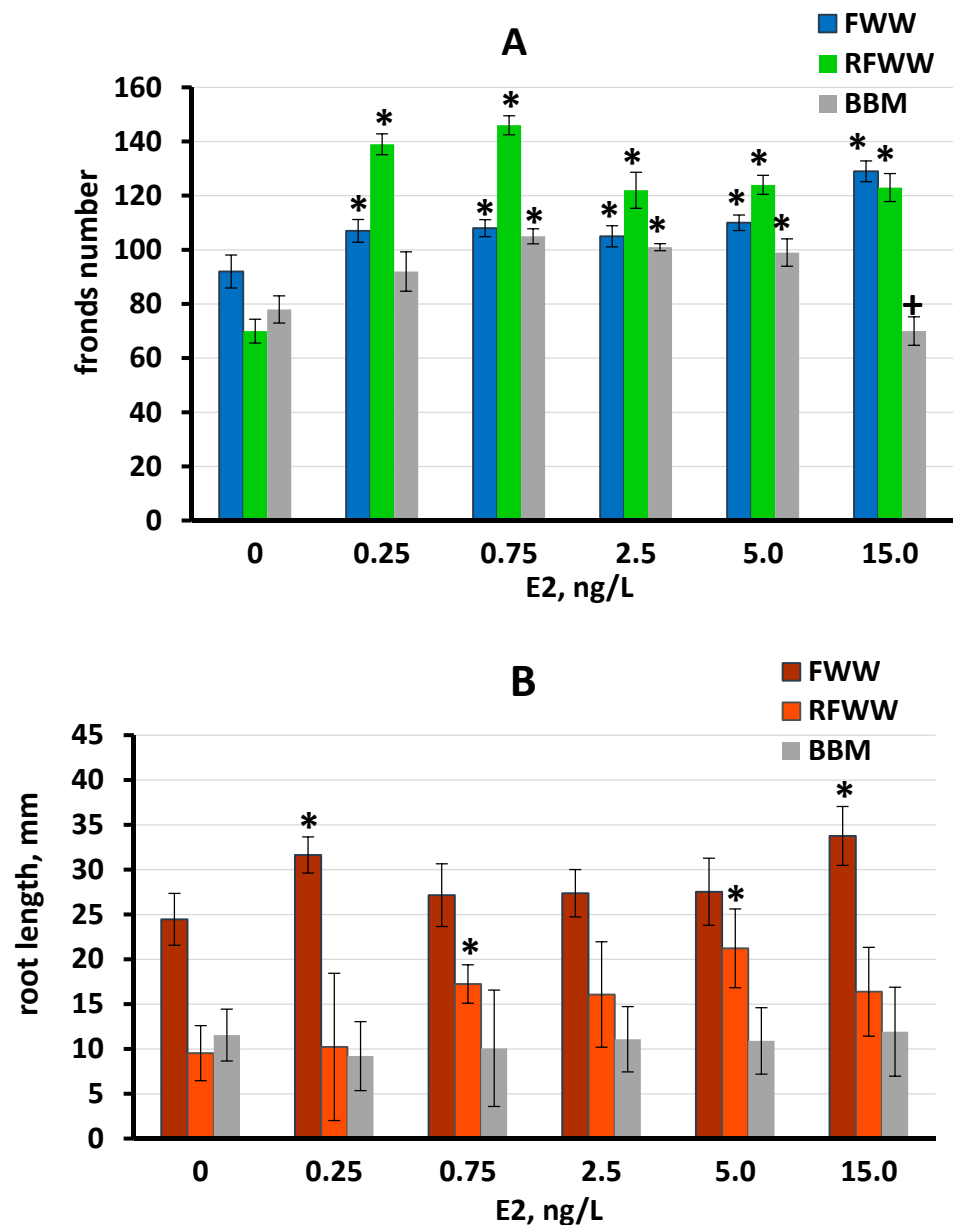 A
FWW
RFWW
BBM
160
140
120
100
80
60
40
20
0
fronds number
* * * * * * * * * * * * * +
0 0.25 0.75 2.5 5.0 15.0
E2, ng/L
B
FWW
RFWW
BBM
45
40
35
30
25
20
15
10
5
0
root length, mm
* * * *
0 0.25 0.75 2.5 5.0 15.0
E2, ng/L